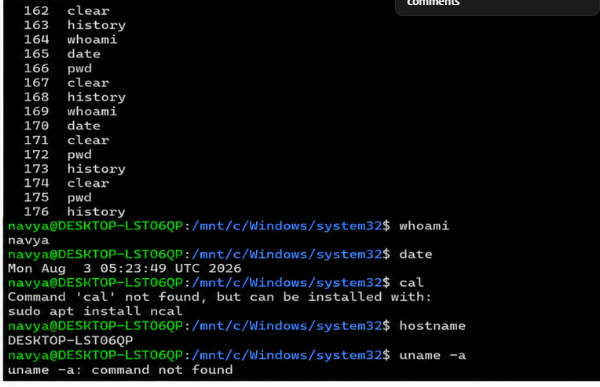 comments
162 clear
163 history
164 whoami
165 date
166 pwd
167 clear
168 history
169 whoami
170 date
171 clear
172 pwd
173 history
174 clear
175 pwd
176 history
navya@DESKTOP-LST06QP:/mnt/c/Windows/system32$ whoami
navya
navya@DESKTOP-LST06QP:/mnt/c/Windows/system32$ date
Mon Aug  3 05:23:49 UTC 2026
navya@DESKTOP-LST06QP:/mnt/c/Windows/system32$ cal
Command 'cal' not found, but can be installed with:
sudo apt install ncal
navya@DESKTOP-LST06QP:/mnt/c/Windows/system32$ hostname
DESKTOP-LST06QP
navya@DESKTOP-LST06QP:/mnt/c/Windows/system32$ uname –a
uname –a: command not found